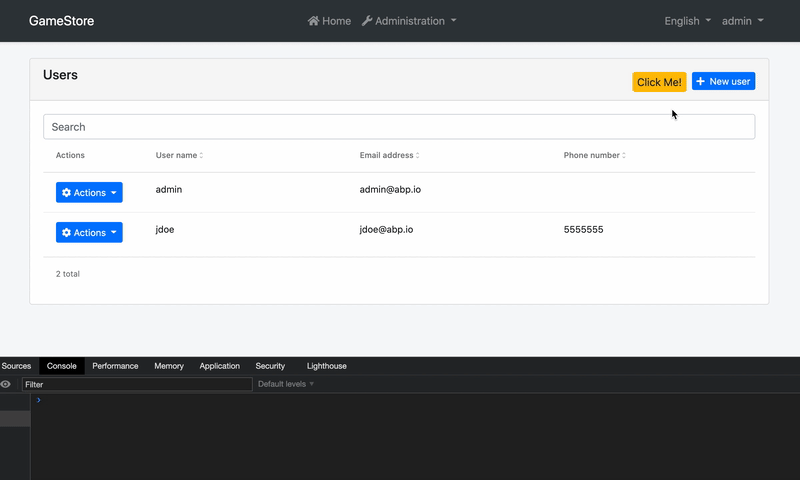 GameStore Home Administration English admin
Users
Click Me! New user
Search
Actions User name Email address Phone number
Actions admin admin@abp.io
Actions jdoe jdoe@abp.io 5555555
2 total
Sources Console Performance Memory Application Security Lighthouse
Filter Default levels